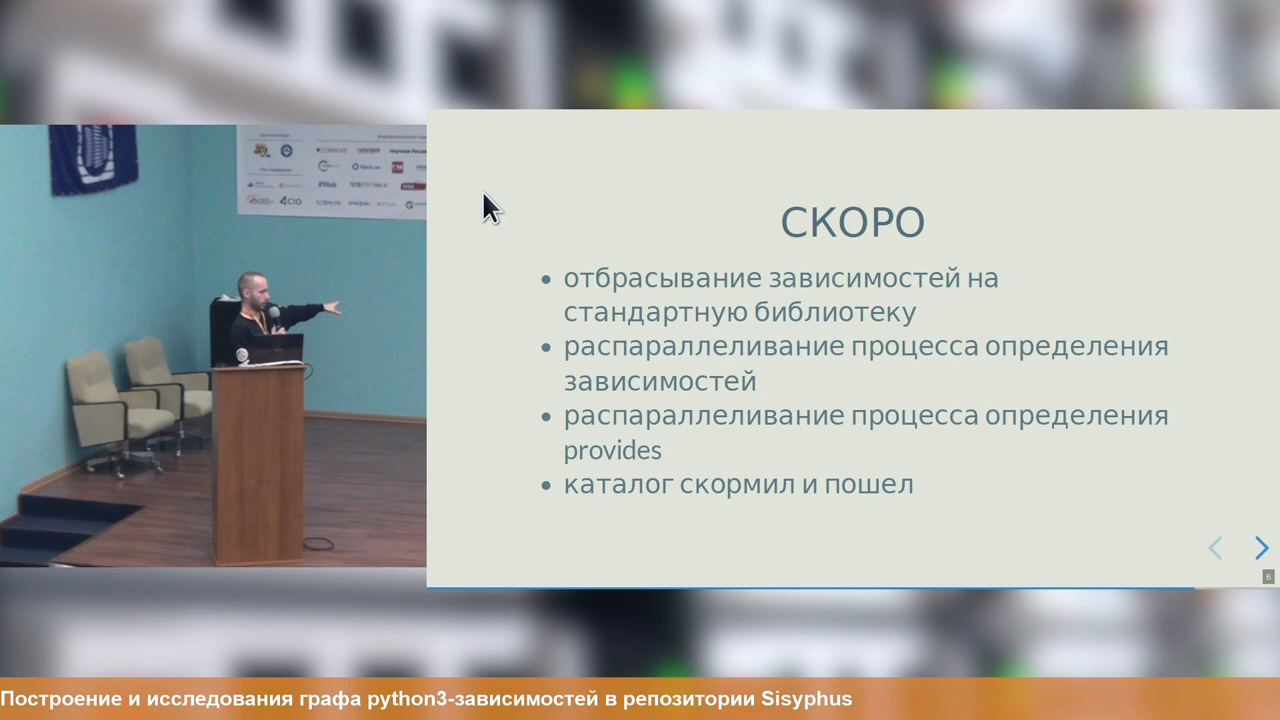 СКОРО
• отбрасывание зависимостей на
стандартную библиотеку
• распараллеливание процесса определения
зависимостей
• распараллеливание процесса определения
provides
• каталог скормил и пошел
6
4CIO
Построение и исследования графа python3-зависимостей в репозитории Sisyphus